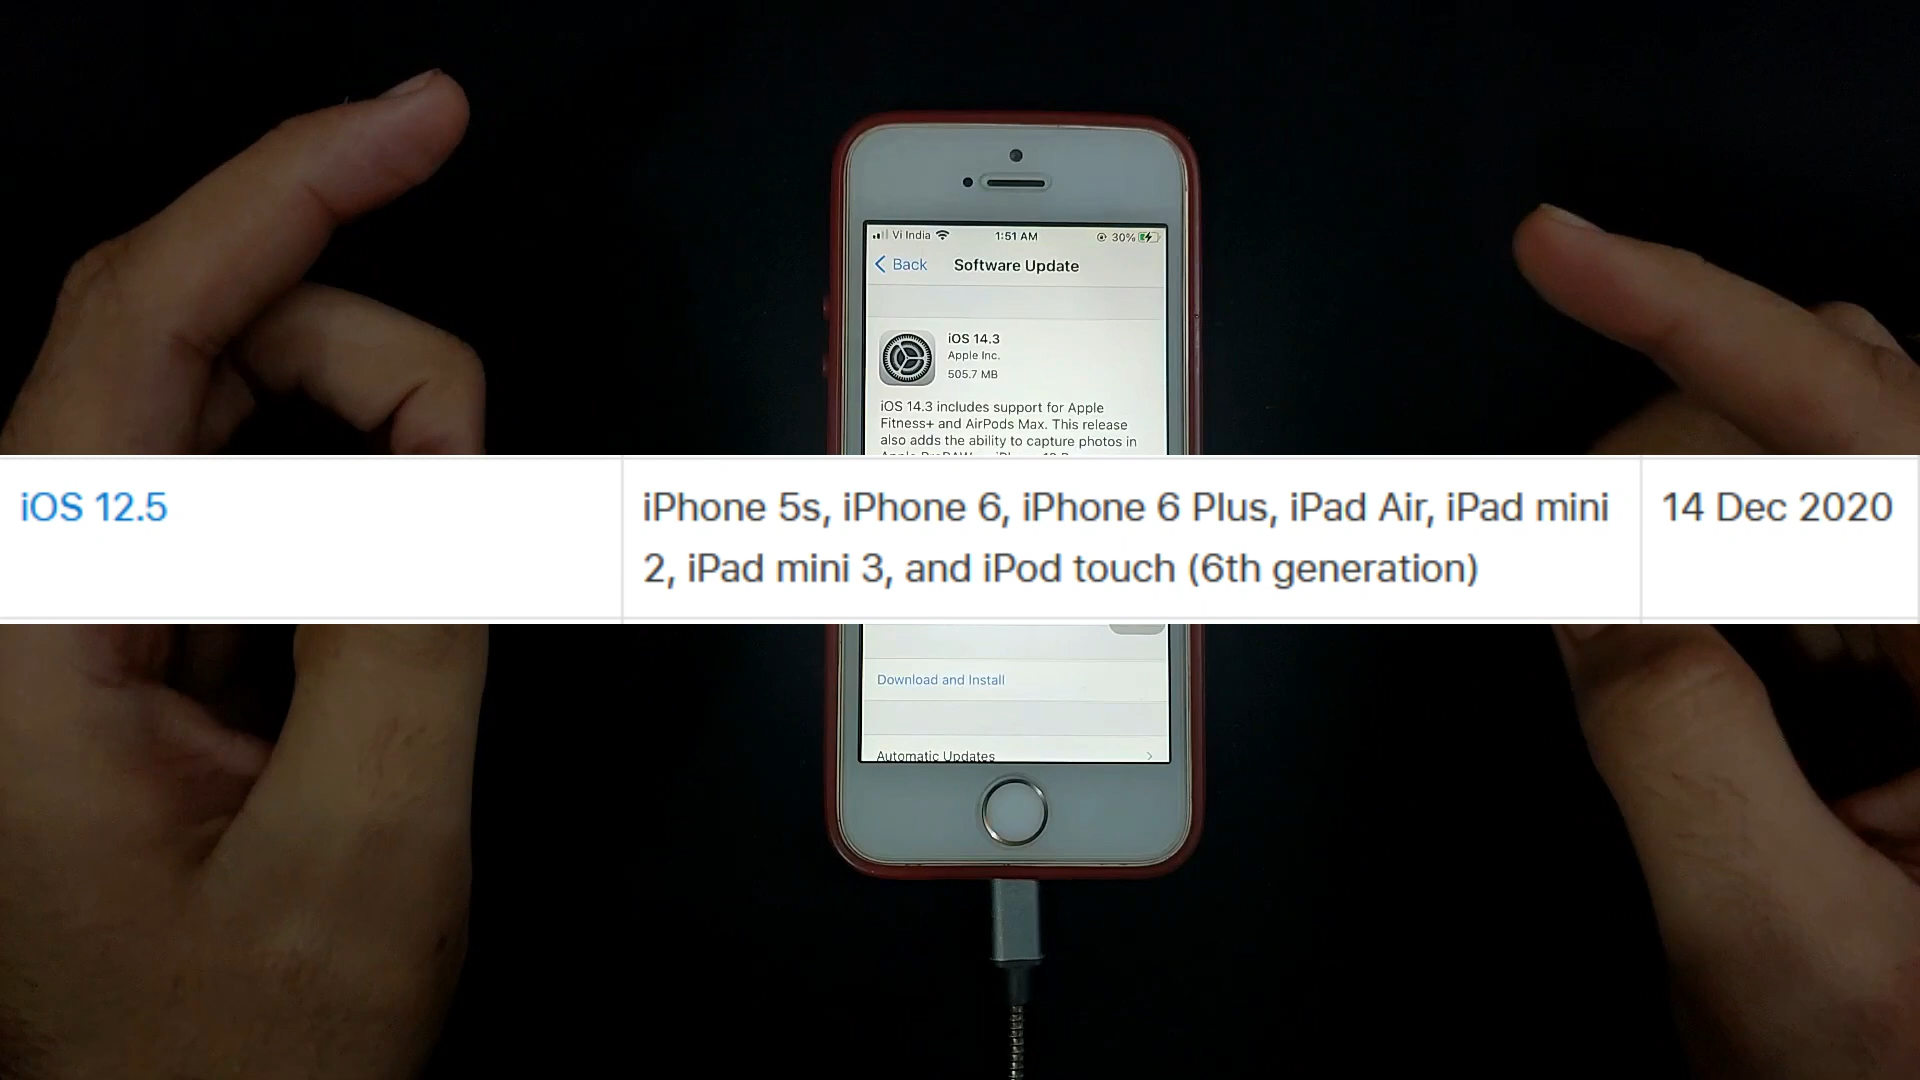 Vi India 1:51 AM 30%
Back Software Update
iOS 14.3
Apple Inc.
505.7 MB
iOS 14.3 includes support for Apple
Fitness+ and AirPods Max. This release
also adds the ability to capture photos in
iOS 12.5
iPhone 5s, iPhone 6, iPhone 6 Plus, iPad Air, iPad mini
2, iPad mini 3, and iPod touch (6th generation)
14 Dec 2020
Download and Install
Automatic Updates